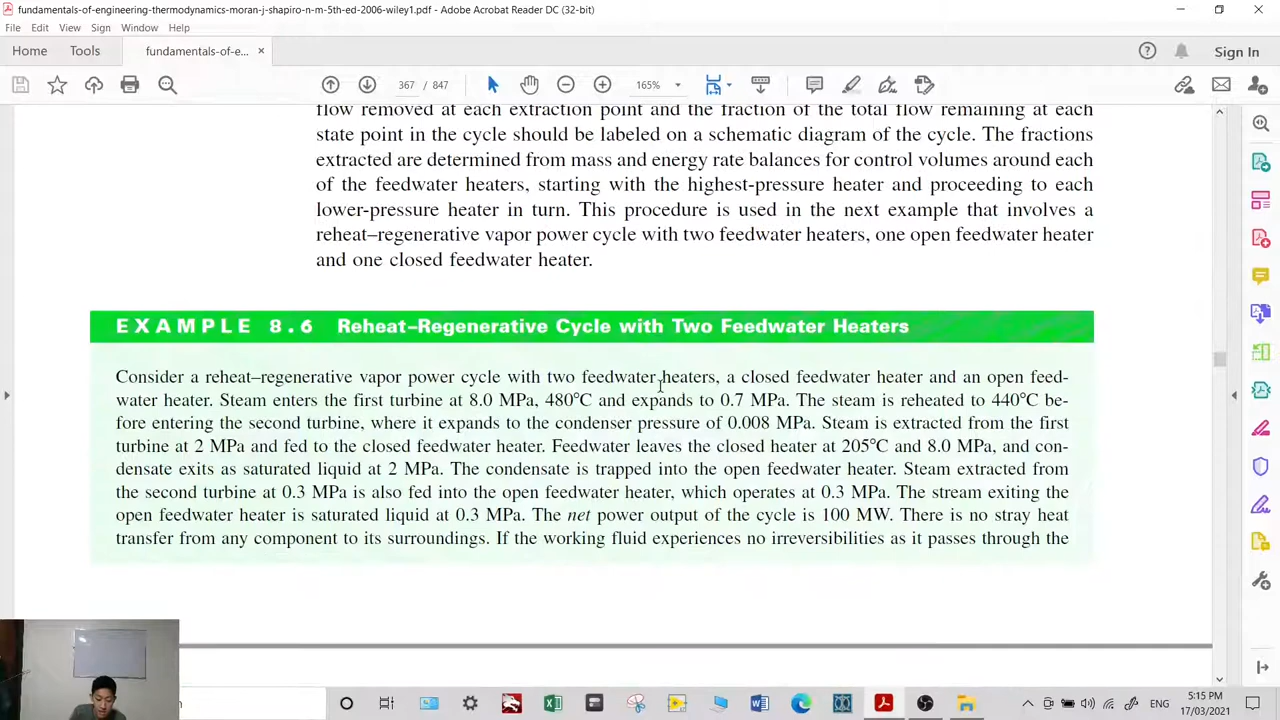 fundamentals-of-engineering-thermodynamics-moran-j-shapiro-n-m-5th-ed-2006-wiley1.pdf - Adobe Acrobat Reader DC (32-bit)
File Edit View Sign Window Help
Home Tools fundamentals-of-e... × Sign In
367 / 847 165%
flow removed at each extraction point and the fraction of the total flow remaining at each
state point in the cycle should be labeled on a schematic diagram of the cycle. The fractions
extracted are determined from mass and energy rate balances for control volumes around each
of the feedwater heaters, starting with the highest-pressure heater and proceeding to each
lower-pressure heater in turn. This procedure is used in the next example that involves a
reheat–regenerative vapor power cycle with two feedwater heaters, one open feedwater heater
and one closed feedwater heater.
EXAMPLE 8.6 Reheat–Regenerative Cycle with Two Feedwater Heaters
Consider a reheat–regenerative vapor power cycle with two feedwater heaters, a closed feedwater heater and an open feed-
water heater. Steam enters the first turbine at 8.0 MPa, 480°C and expands to 0.7 MPa. The steam is reheated to 440°C be-
fore entering the second turbine, where it expands to the condenser pressure of 0.008 MPa. Steam is extracted from the first
turbine at 2 MPa and fed to the closed feedwater heater. Feedwater leaves the closed heater at 205°C and 8.0 MPa, and con-
densate exits as saturated liquid at 2 MPa. The condensate is trapped into the open feedwater heater. Steam extracted from
the second turbine at 0.3 MPa is also fed into the open feedwater heater, which operates at 0.3 MPa. The stream exiting the
open feedwater heater is saturated liquid at 0.3 MPa. The net power output of the cycle is 100 MW. There is no stray heat
transfer from any component to its surroundings. If the working fluid experiences no irreversibilities as it passes through the
ENG
5:15 PM
17/03/2021